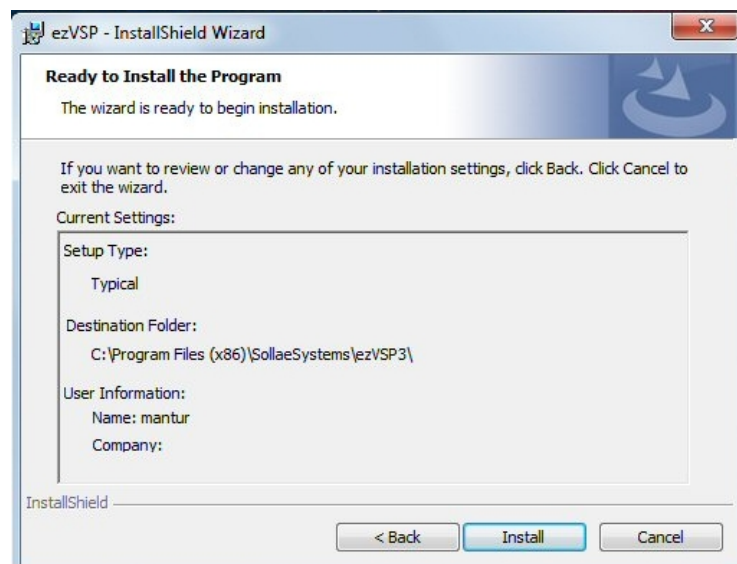 ezVSP - InstallShield Wizard
Ready to Install the Program
The wizard is ready to begin installation.
If you want to review or change any of your installation settings, click Back. Click Cancel to
exit the wizard.
Current Settings:
Setup Type:
Typical
Destination Folder:
C:\Program Files (x86)\SollaeSystems\ezVSP3\
User Information:
Name: mantur
Company:
InstallShield
< Back Install Cancel